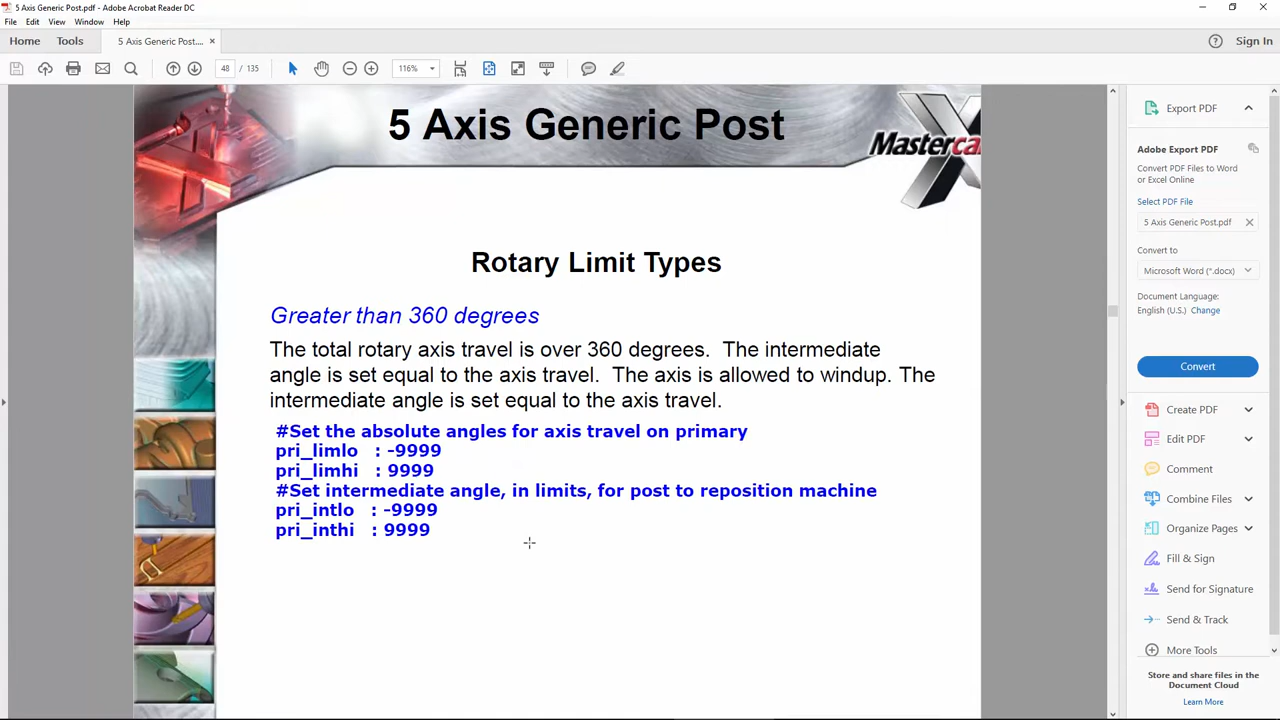 5 Axis Generic Post.pdf - Adobe Acrobat Reader DC
File Edit View Window Help
Home Tools 5 Axis Generic Post.... × Sign In
48 / 135 116%
5 Axis Generic Post
Masterca
Rotary Limit Types
Greater than 360 degrees
The total rotary axis travel is over 360 degrees. The intermediate
angle is set equal to the axis travel. The axis is allowed to windup. The
intermediate angle is set equal to the axis travel.
#Set the absolute angles for axis travel on primary
pri_limlo : -9999
pri_limhi : 9999
#Set intermediate angle, in limits, for post to reposition machine
pri_intlo : -9999
pri_inthi : 9999
Export PDF
Adobe Export PDF
Convert PDF Files to Word
or Excel Online
Select PDF File
5 Axis Generic Post.pdf
Convert to
Microsoft Word (*.docx)
Document Language:
English (U.S.) Change
Convert
Create PDF
Edit PDF
Comment
Combine Files
Organize Pages
Fill & Sign
Send for Signature
Send & Track
More Tools
Store and share files in the
Document Cloud
Learn More